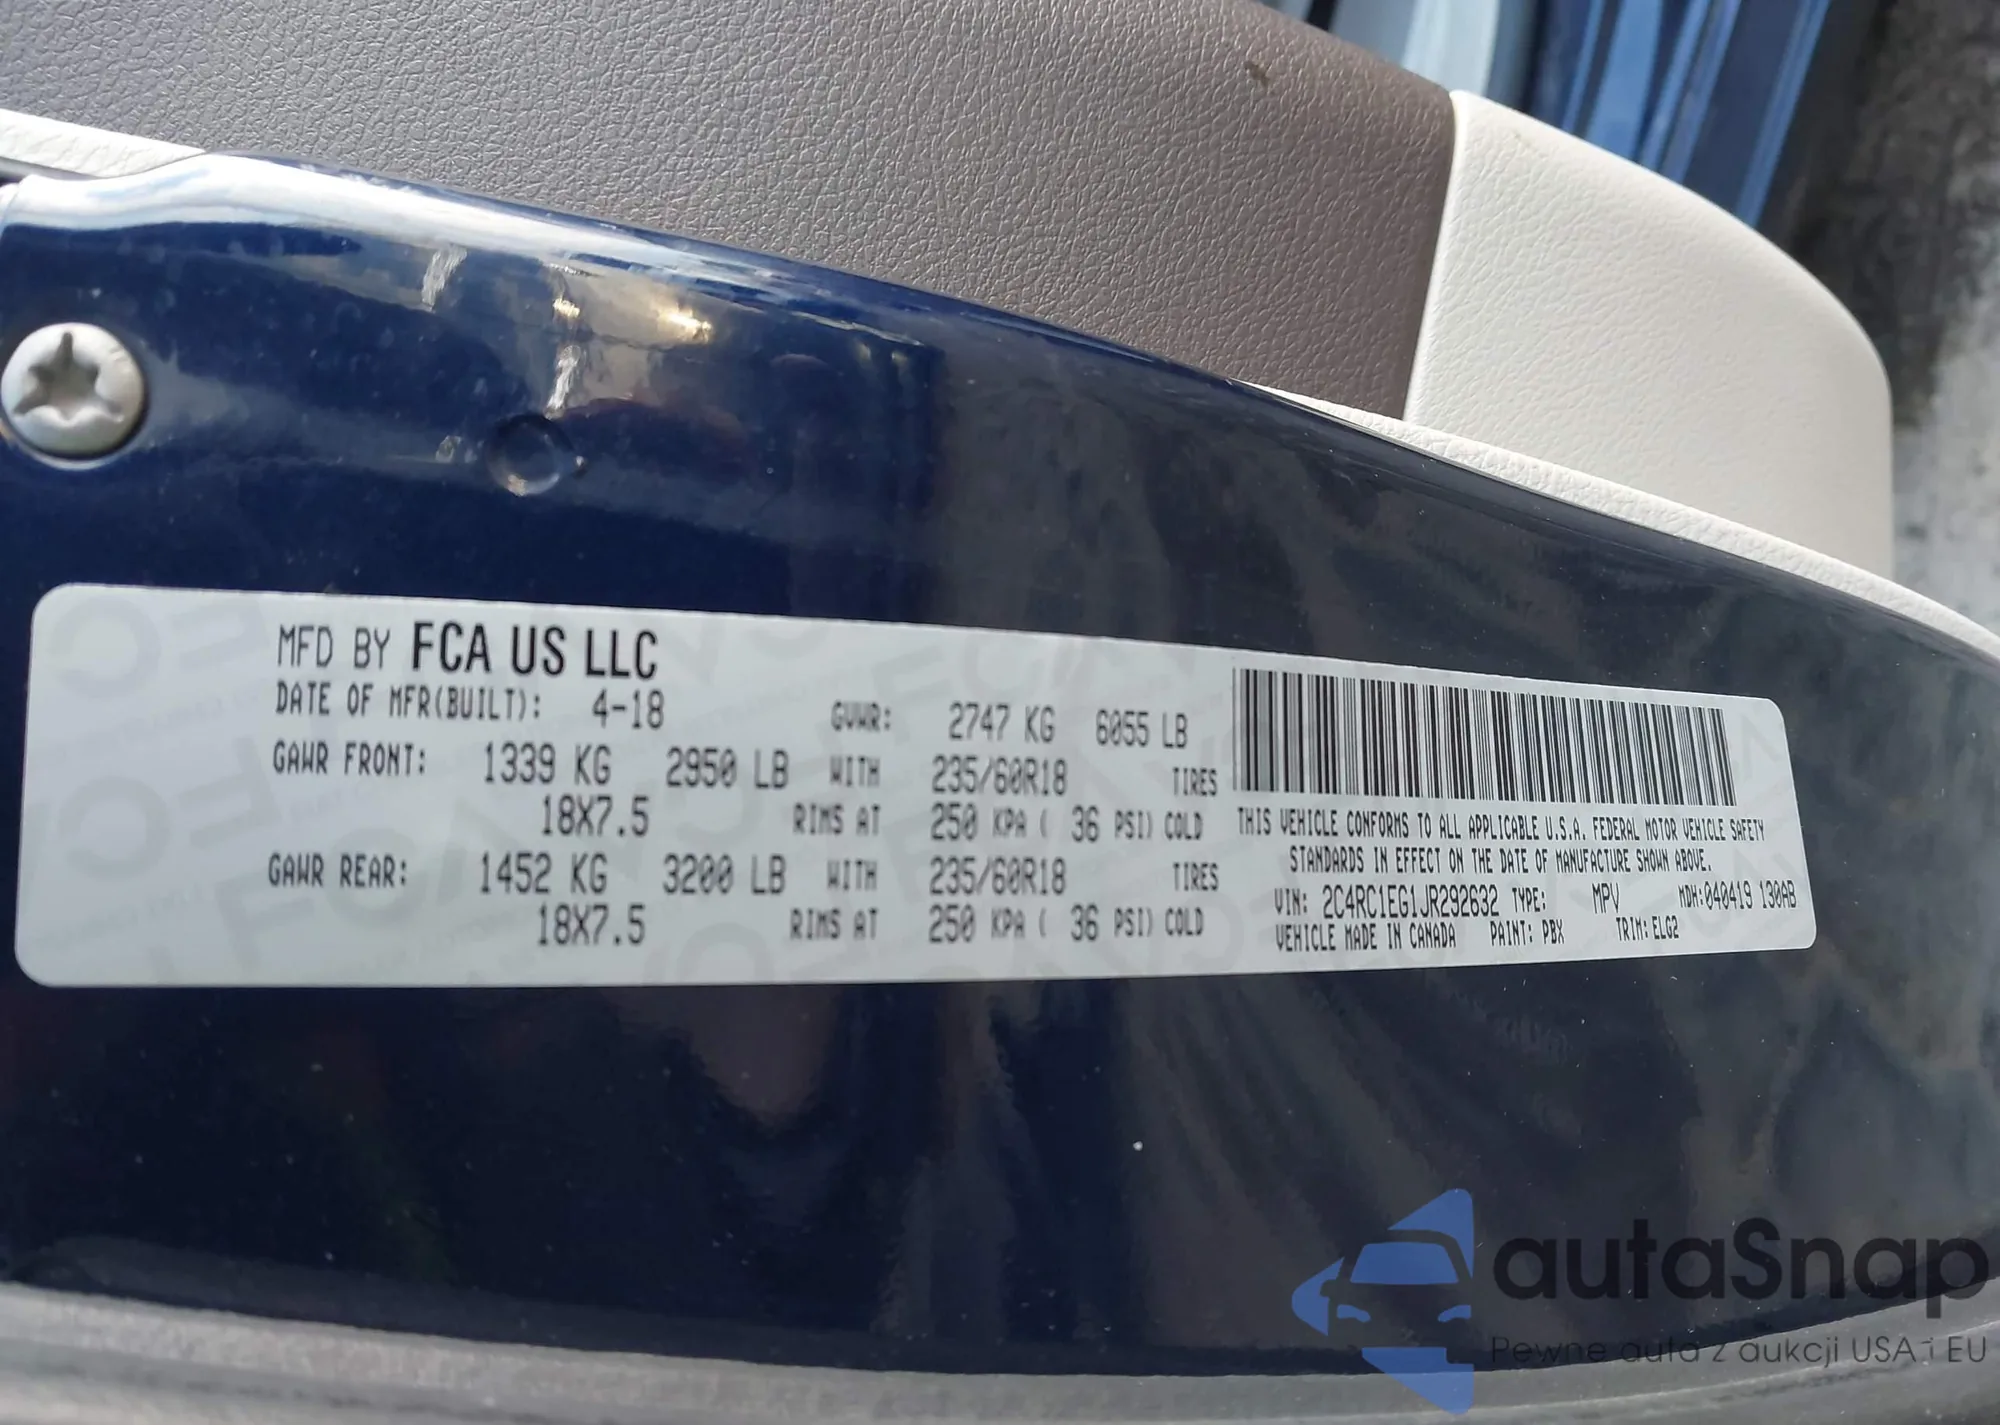 MFD BY FCA US LLC
DATE OF MFR(BUILT): 4-18 GVWR: 2747 KG 6055 LB
GAWR FRONT: 1339 KG 2950 LB WITH 235/60R18 TIRES
18X7.5 RIMS AT 250 KPA ( 36 PSI) COLD
GAWR REAR: 1452 KG 3200 LB WITH 235/60R18 TIRES
18X7.5 RIMS AT 250 KPA ( 36 PSI) COLD
THIS VEHICLE CONFORMS TO ALL APPLICABLE U.S.A. FEDERAL MOTOR VEHICLE SAFETY
STANDARDS IN EFFECT ON THE DATE OF MANUFACTURE SHOWN ABOVE.
VIN: 2C4RC1EG1JR292632 TYPE: MPV MDH:040419 130AB
VEHICLE MADE IN CANADA PAINT: PBX TRIM: ELG2
autaSnap
Pewne auta z aukcji USA i EU